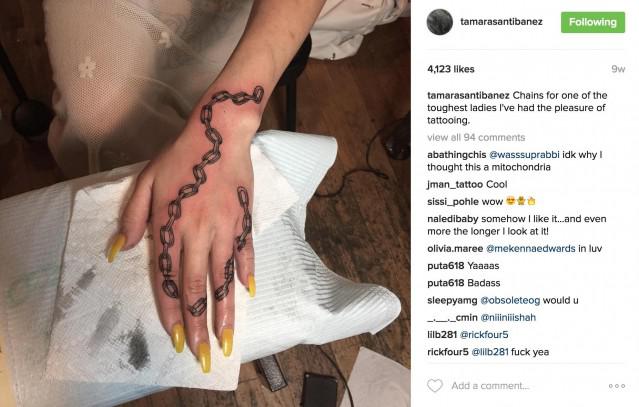 tamarasantibanez
Following
4,123 likes
9w
tamarasantibanez Chains for one of the
toughest ladies I've had the pleasure of
tattooing.
view all 94 comments
abathingchis @wasssuprabbi idk why I
thought this a mitochondria
jman_tattoo Cool
sissi_pohle wow 😍
naledibaby somehow I like it...and even
more the longer I look at it!
olivia.maree @mekennaedwards in luv
puta618 Yaaaas
puta618 Badass
sleepyamg @obsoleteog would u
_._._cmin @niiiniiishah
lilb281 @rickfour5
rickfour5 @lilb281 fuck yea
Add a comment...